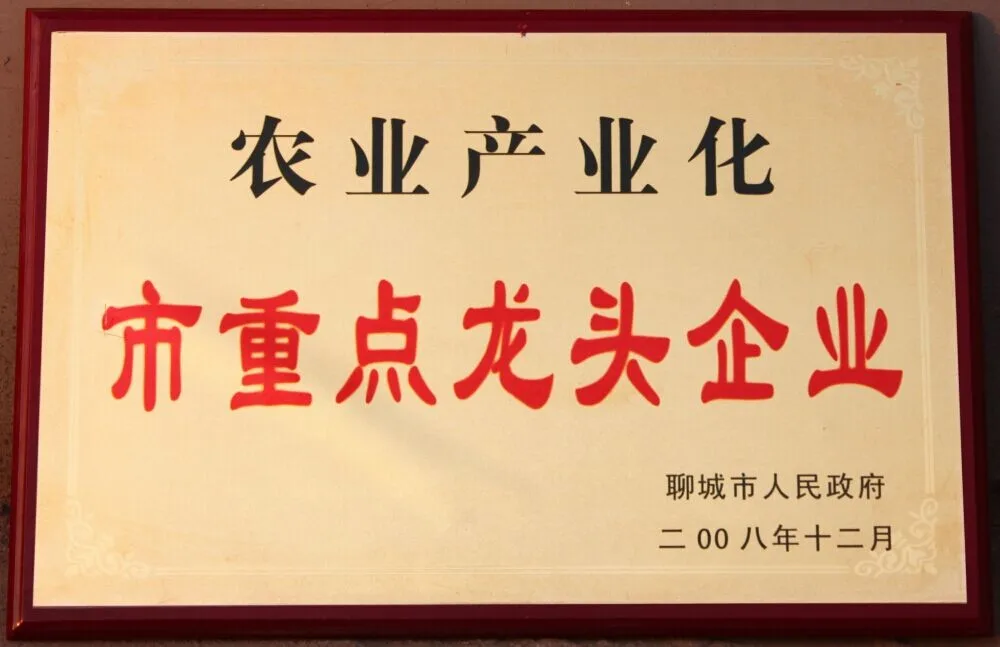 农业产业化
市重点龙头企业
聊城市人民政府
二00八年十二月